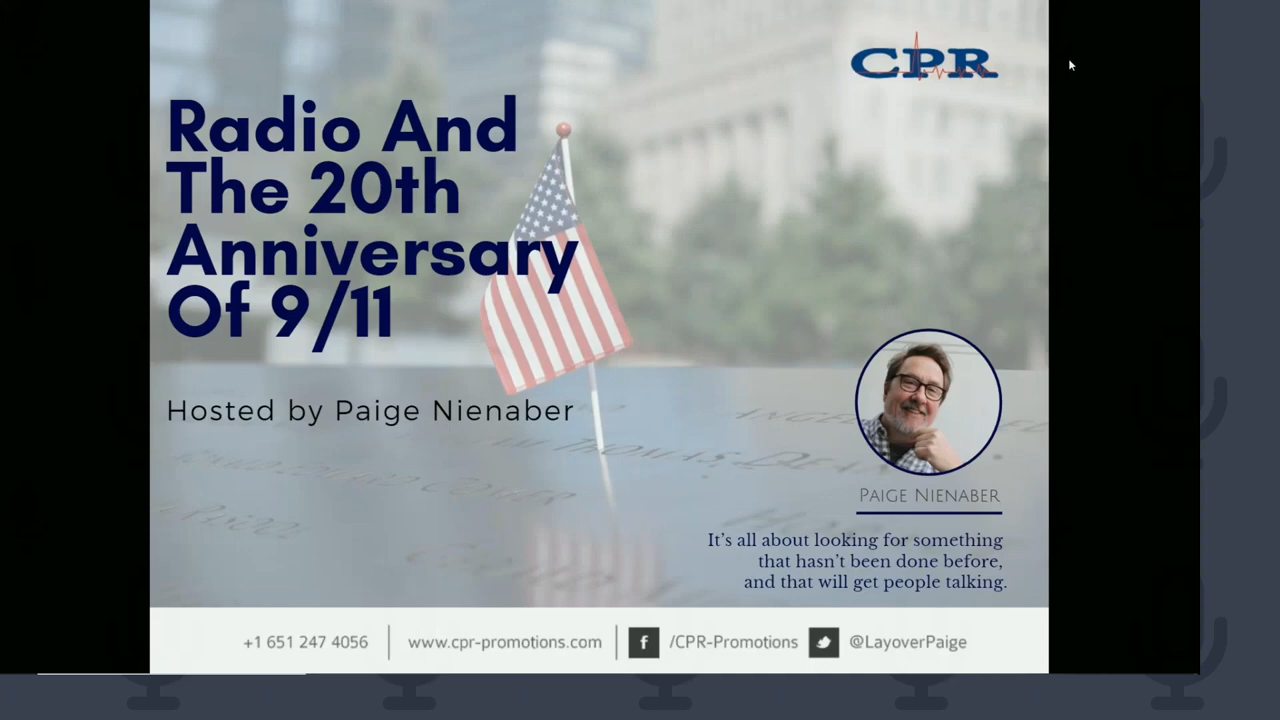 CPR
Radio And
The 20th
Anniversary
Of 9/11
Hosted by Paige Nienaber
PAIGE NIENABER
It's all about looking for something
that hasn't been done before,
and that will get people talking.
+1 651 247 4056
www.cpr-promotions.com
f
/CPR-Promotions
@LayoverPaige